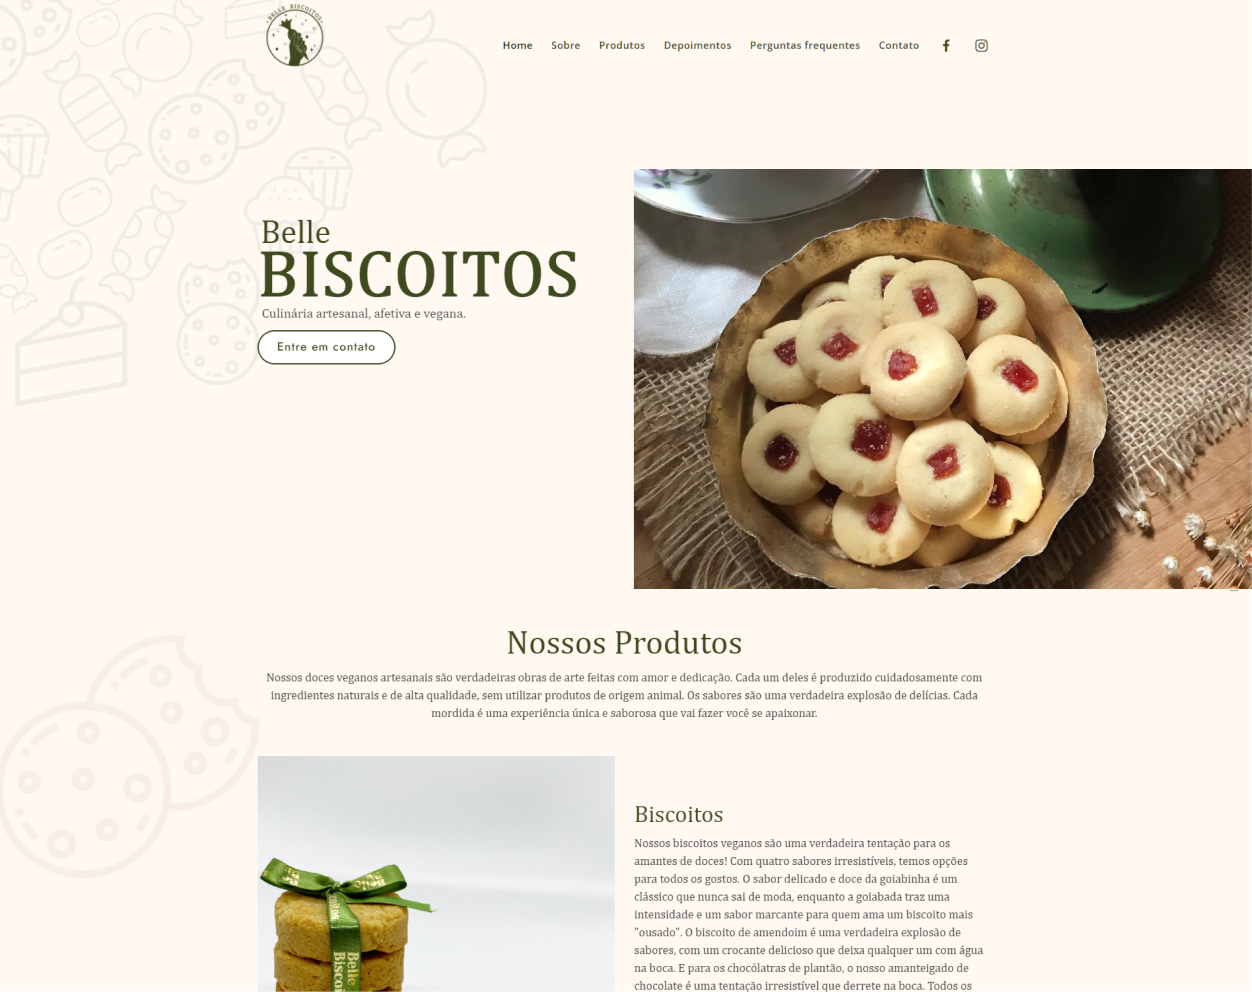 BELLE BISCOITOS
Home Sobre Produtos Depoimentos Perguntas frequentes Contato
Belle
BISCOITOS
Culinária artesanal, afetiva e vegana.
Entre em contato
Nossos Produtos
Nossos doces veganos artesanais são verdadeiras obras de arte feitas com amor e dedicação. Cada um deles é produzido cuidadosamente com
ingredientes naturais e de alta qualidade, sem utilizar produtos de origem animal. Os sabores são uma verdadeira explosão de delícias. Cada
mordida é uma experiência única e saborosa que vai fazer você se apaixonar.
Biscoitos
Nossos biscoitos veganos são uma verdadeira tentação para os
amantes de doces! Com quatro sabores irresistíveis, temos opções
para todos os gostos. O sabor delicado e doce da goiabinha é um
clássico que nunca sai de moda, enquanto a goiabada traz uma
intensidade e um sabor marcante para quem ama um biscoito mais
"ousado". O biscoito de amendoim é uma verdadeira explosão de
sabores, com um crocante delicioso que deixa qualquer um com água
na boca. E para os chocólatras de plantão, o nosso amanteigado de
chocolate é uma tentação irresistível que derrete na boca. Todos os
Belle